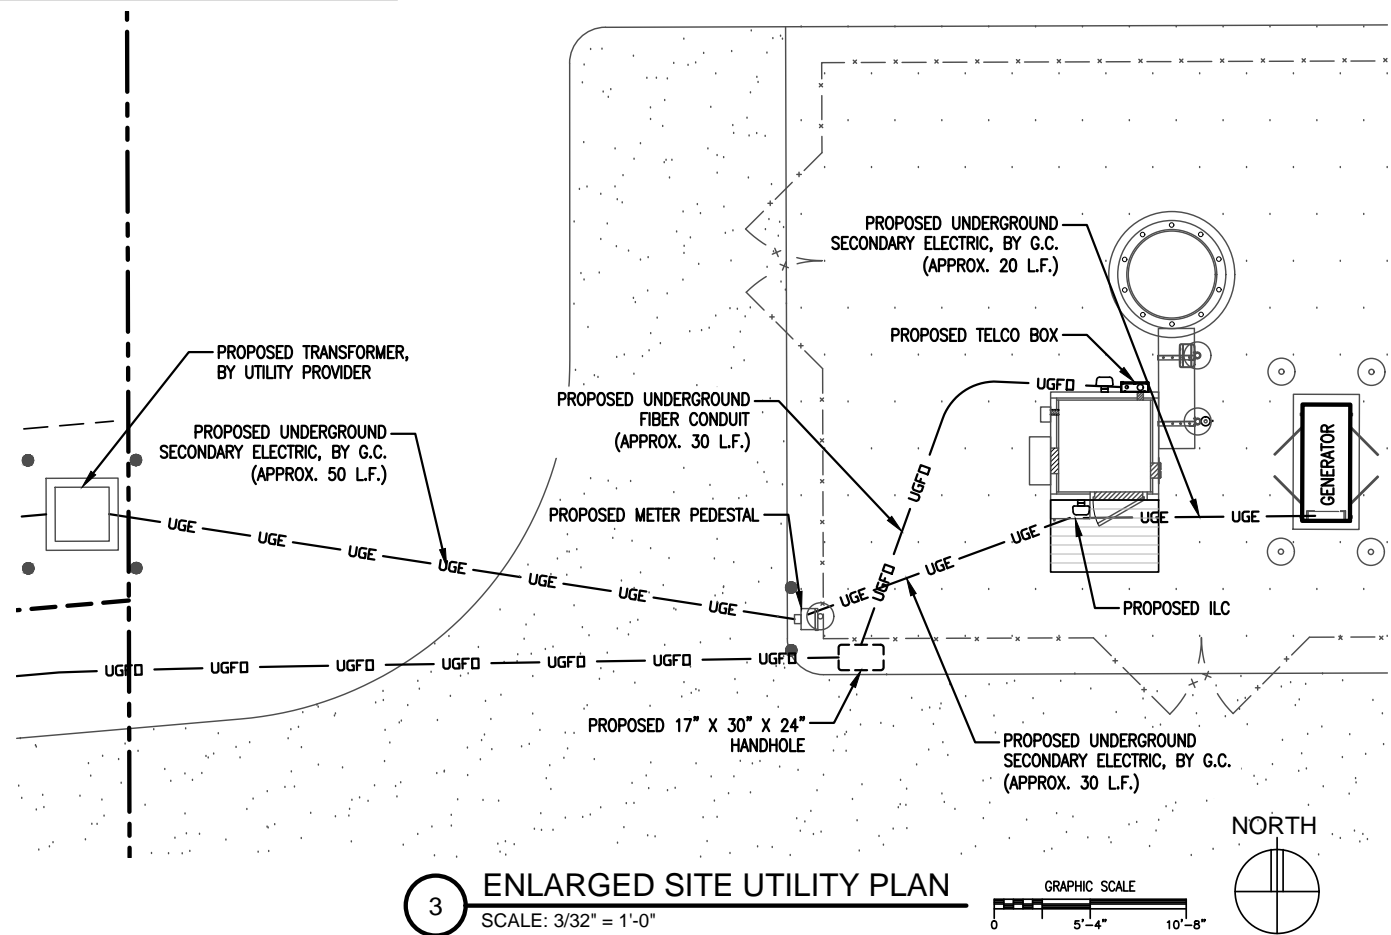 PROPOSED UNDERGROUND
SECONDARY ELECTRIC, BY G.C.
(APPROX. 20 L.F.)
PROPOSED TELCO BOX
PROPOSED TRANSFORMER,
BY UTILITY PROVIDER
PROPOSED UNDERGROUND
FIBER CONDUIT
(APPROX. 30 L.F.)
PROPOSED UNDERGROUND
SECONDARY ELECTRIC, BY G.C.
(APPROX. 50 L.F.)
UGFO
UGFO
GENERATOR
PROPOSED METER PEDESTAL
UGE
UGE
UGE
UGE
UGE
UGE
UGE
UGE
UGE
UGE
UGE
UGE
UGFO
PROPOSED ILC
UGFO
UGFO
UGFO
UGFO
UGFO
UGFO
UGFO
PROPOSED 17" X 30" X 24"
HANDHOLE
PROPOSED UNDERGROUND
SECONDARY ELECTRIC, BY G.C.
(APPROX. 30 L.F.)
NORTH
3
ENLARGED SITE UTILITY PLAN
SCALE: 3/32" = 1'-0"
GRAPHIC SCALE
0
5'-4"
10'-8"